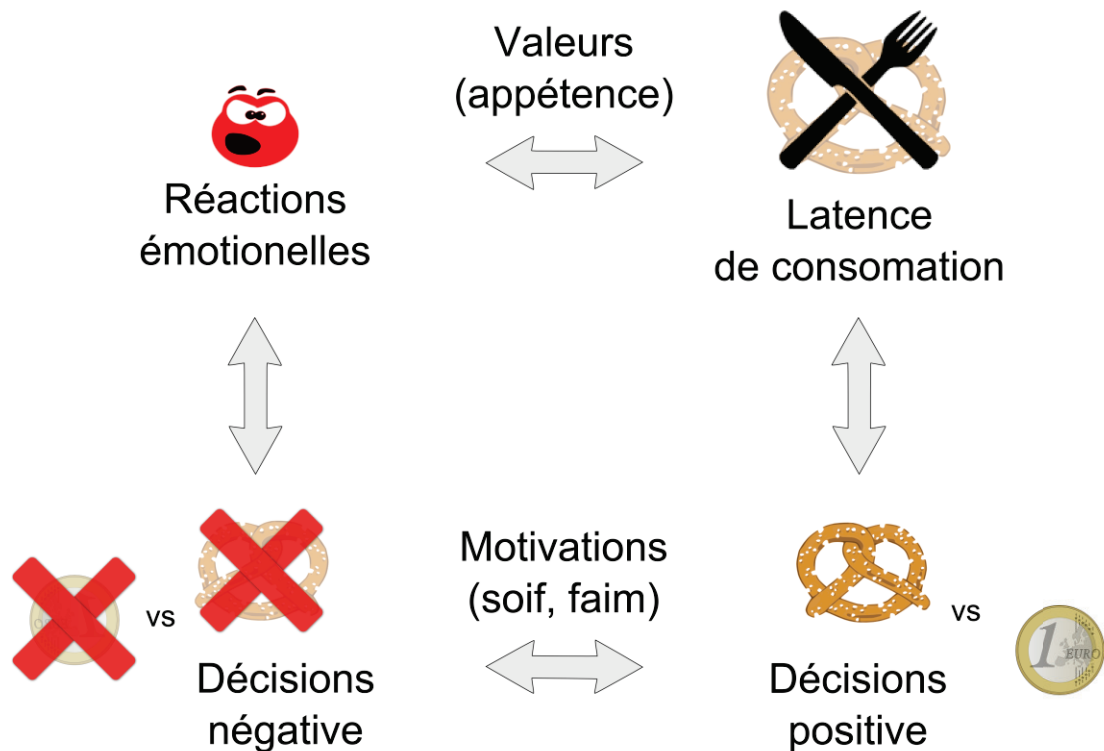 Valeurs
(appétence)
Réactions
émotionelles
Latence
de consomation
Motivations
(soif, faim)
vs
vs
1
EURO
Décisions
négative
Décisions
positive